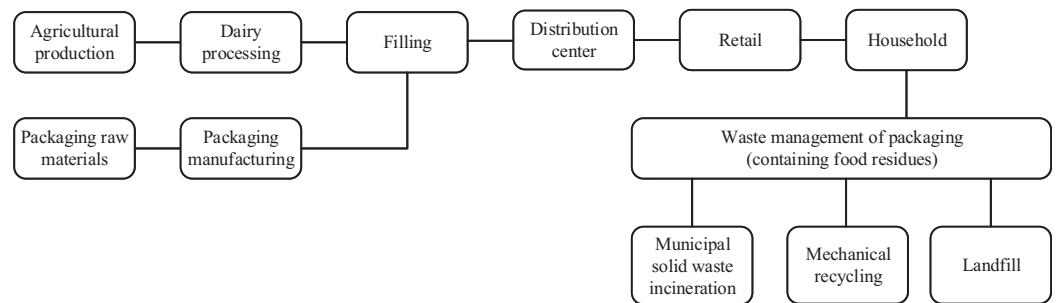 Agricultural
production
Dairy
processing
Filling
Distribution
center
Retail
Household
Packaging raw
materials
Packaging
manufacturing
Waste management of packaging
(containing food residues)
Municipal
solid waste
incineration
Mechanical
recycling
Landfill